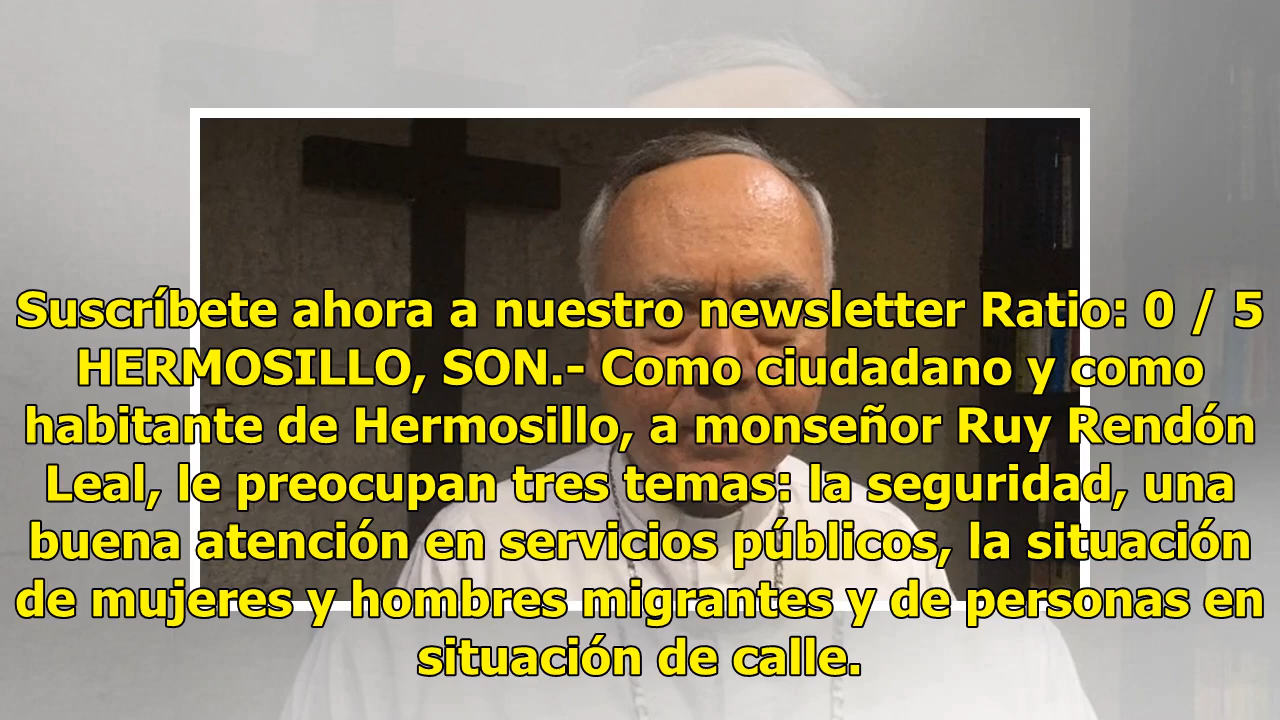 Suscríbete ahora a nuestro newsletter Ratio: 0 / 5
HERMOSILLO, SON.- Como ciudadano y como
habitante de Hermosillo, a monseñor Ruy Rendón
Leal, le preocupan tres temas: la seguridad, una
buena atención en servicios públicos, la situación
de mujeres y hombres migrantes y de personas en
situación de calle.